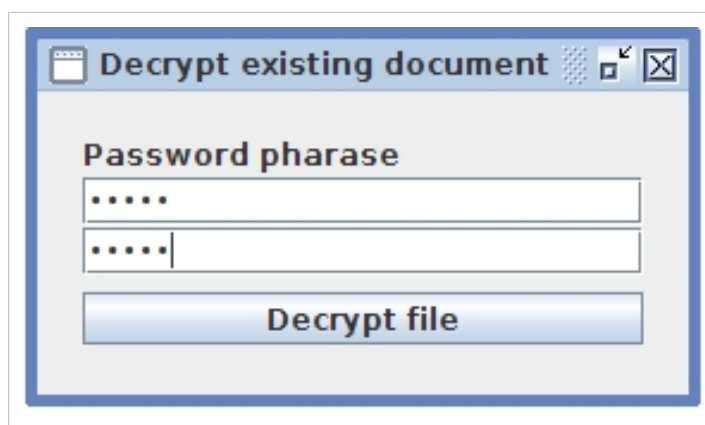 Decrypt existing document
Password pharase
•••••
•••••
Decrypt file